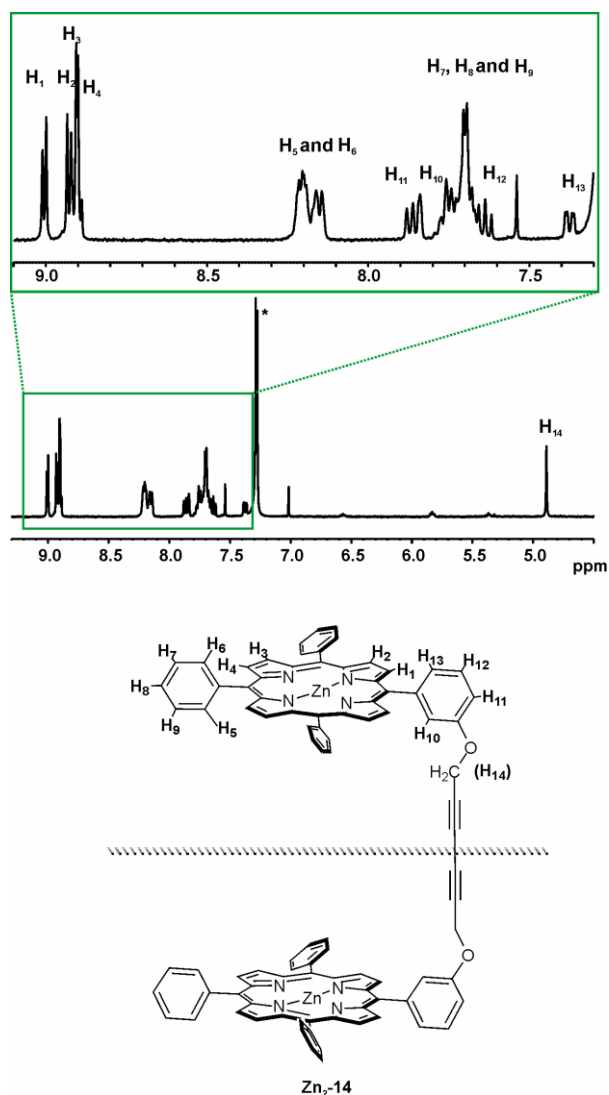 H₃
H₁ H₂ H₄
H₇, H₈ and H₉
H₅ and H₆
H₁₁ H₁₀ H₁₂ H₁₃
9.0 8.5 8.0 7.5
*
H₁₄
9.0 8.5 8.0 7.5 7.0 6.5 6.0 5.5 5.0
ppm
H₇ H₆ H₄ H₃ H₂ H₁ H₁₃ H₁₂
H₈ N N Zn N N H₁₁
H₉ H₅ H₁₀
O
H₂C (H₁₄)
O
N N Zn N N
Zn₂-14